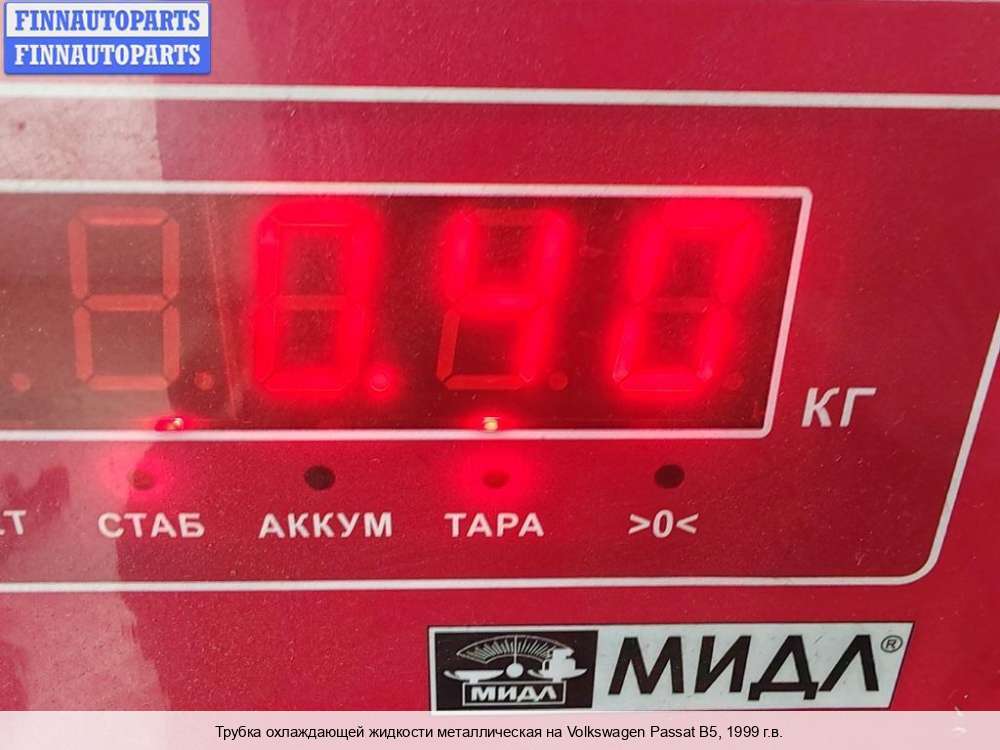 FINNAUTOPARTS
FINNAUTOPARTS
0.40
КГ
СТАБ АККУМ ТАРА >0<
МИДЛ МИДЛ®
Трубка охлаждающей жидкости металлическая на Volkswagen Passat B5, 1999 г.в.